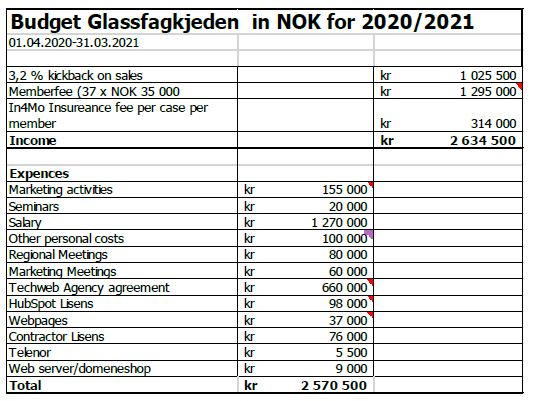 Budget Glassfagkjeden in NOK for 2020/2021
01.04.2020-31.03.2021
3,2 % kickback on sales kr 1 025 500
Memberfee (37 x NOK 35 000 kr 1 295 000
In4Mo Insureance fee per case per
member kr 314 000
Income kr 2 634 500
Expences
Marketing activities kr 155 000
Seminars kr 20 000
Salary kr 1 270 000
Other personal costs kr 100 000
Regional Meetings kr 80 000
Marketing Meetings kr 60 000
Techweb Agency agreement kr 660 000
HubSpot Lisens kr 98 000
Webpages kr 37 000
Contractor Lisens kr 76 000
Telenor kr 5 500
Web server/domeneshop kr 9 000
Total kr 2 570 500